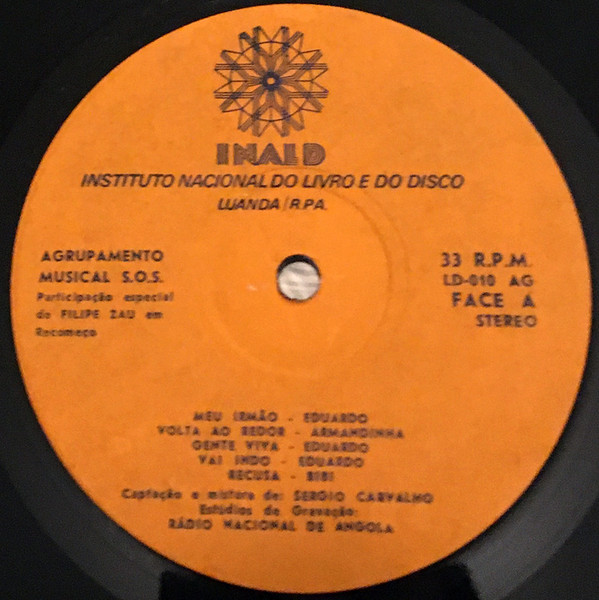 INALD
INSTITUTO NACIONAL DO LIVRO E DO DISCO
LUANDA/R.P.A.
AGRUPAMENTO
MUSICAL S.O.S.
Participação especial
de FILIPE ZAU em
Recomeço
33 R.P.M.
LD-010 AG
FACE A
STEREO
MEU IRMÃO - EDUARDO
VOLTA AO REDOR - ARMANDINHA
GENTE VIVA - EDUARDO
VAI INDO - EDUARDO
RECUSA - BIBI
Captação e mistura de: SERGIO CARVALHO
Estúdios de Gravação:
RÁDIO NACIONAL DE ANGOLA